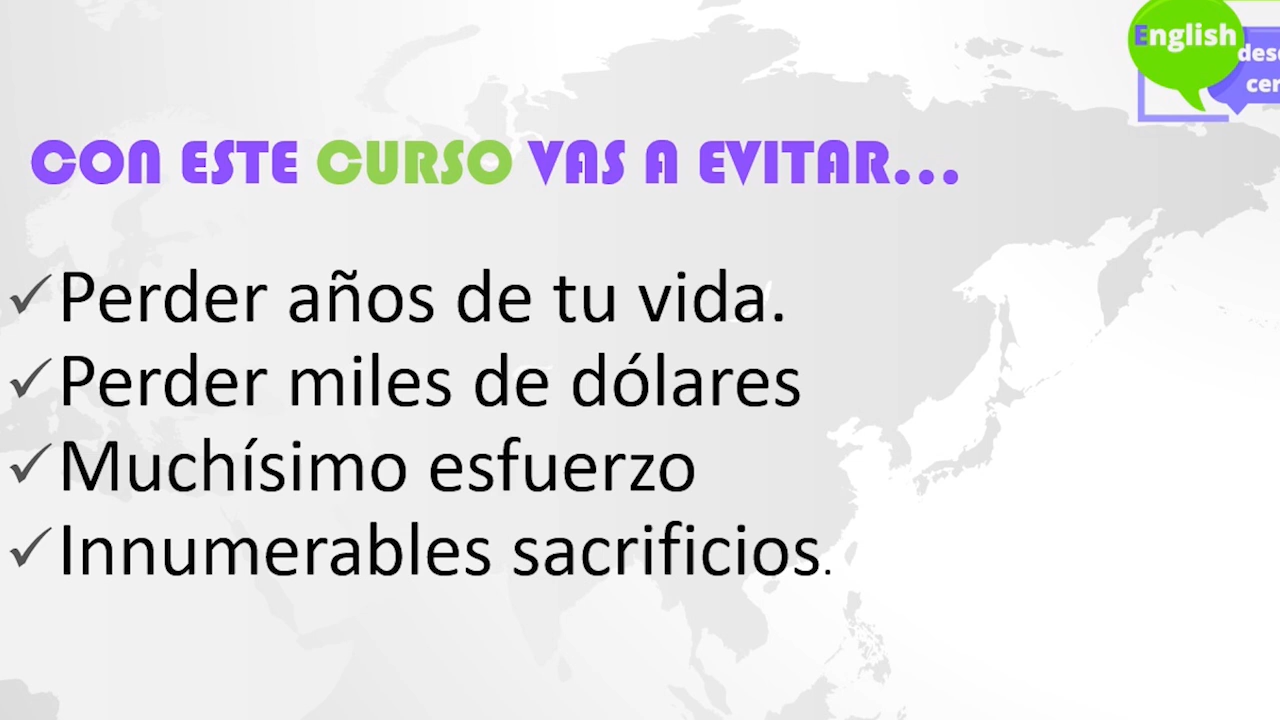 English
CON ESTE CURSO VAS A EVITAR...
Perder años de tu vida.
Perder miles de dólares
Muchísimo esfuerzo
Innumerables sacrificios.